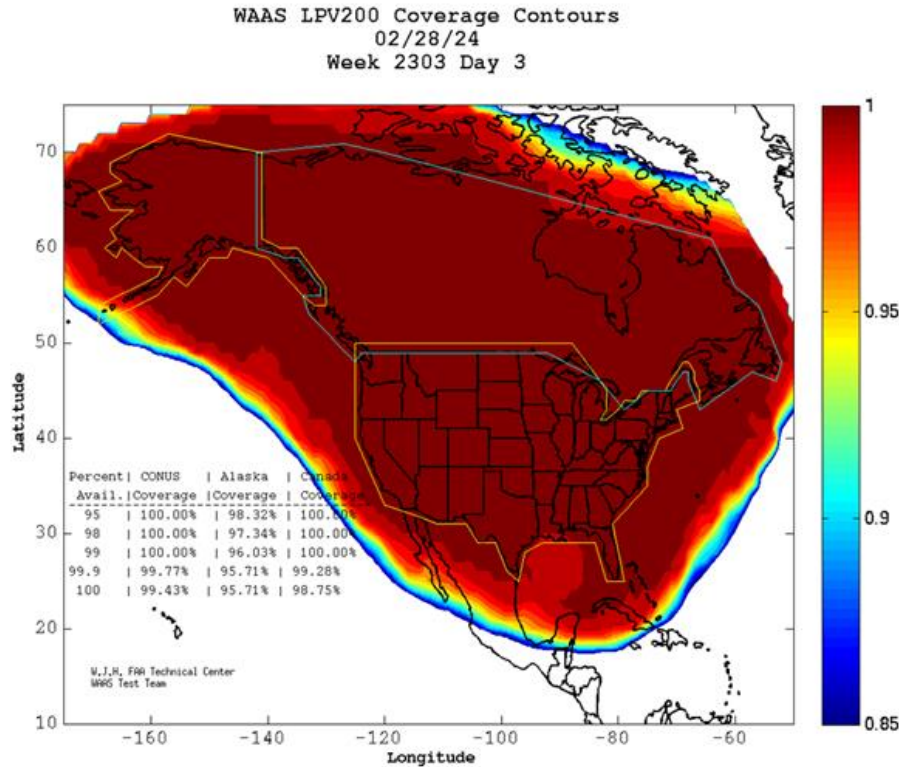 WAAS LPV200 Coverage Contours
02/28/24
Week 2303 Day 3
Latitude
70
60
50
40
30
20
10
Percent| CONUS | Alaska | Canada
Avail.|Coverage |Coverage | Coverage
95 | 100.00% | 98.32% | 100.00%
98 | 100.00% | 97.34% | 100.00%
99 | 100.00% | 96.03% | 100.00%
99.9 | 99.77% | 95.71% | 99.28%
100 | 99.43% | 95.71% | 98.75%
W.J.H. FAA Technical Center
WAAS Test Team
-160 -140 -120 -100 -80 -60
Longitude
1
0.95
0.9
0.85